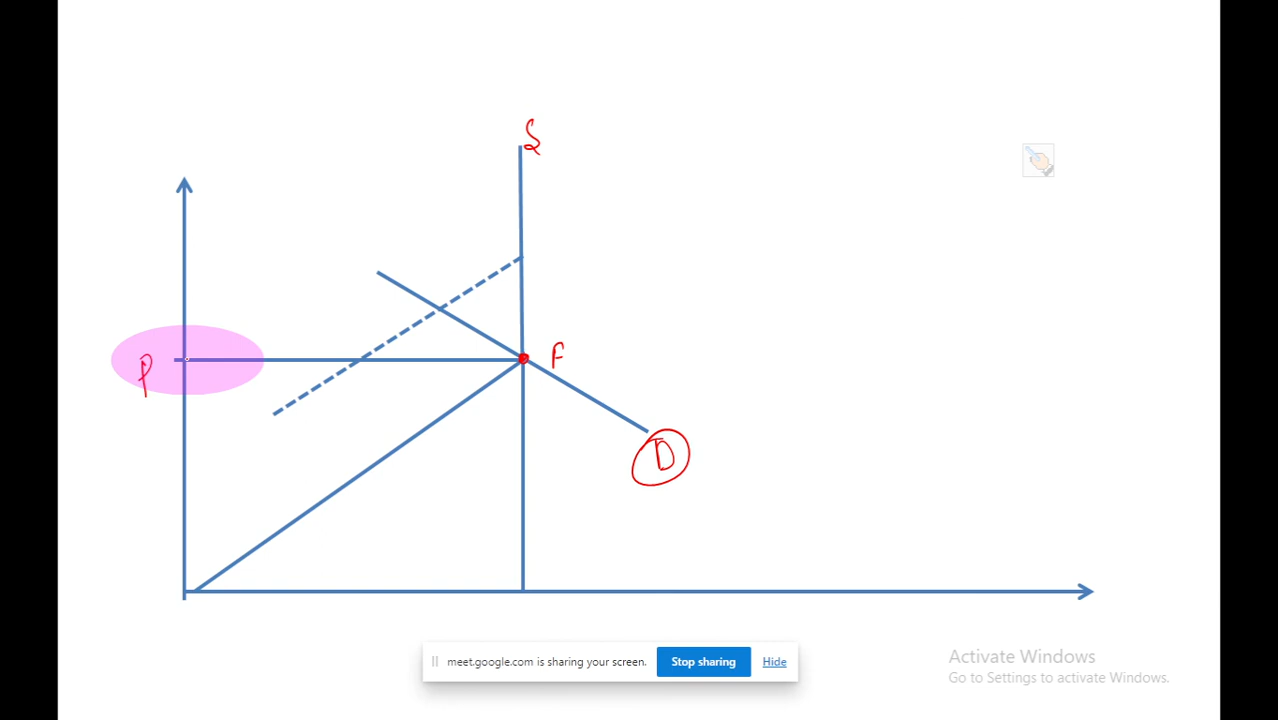 S
P
F
D
meet.google.com is sharing your screen. Stop sharing Hide
Activate Windows
Go to Settings to activate Windows.